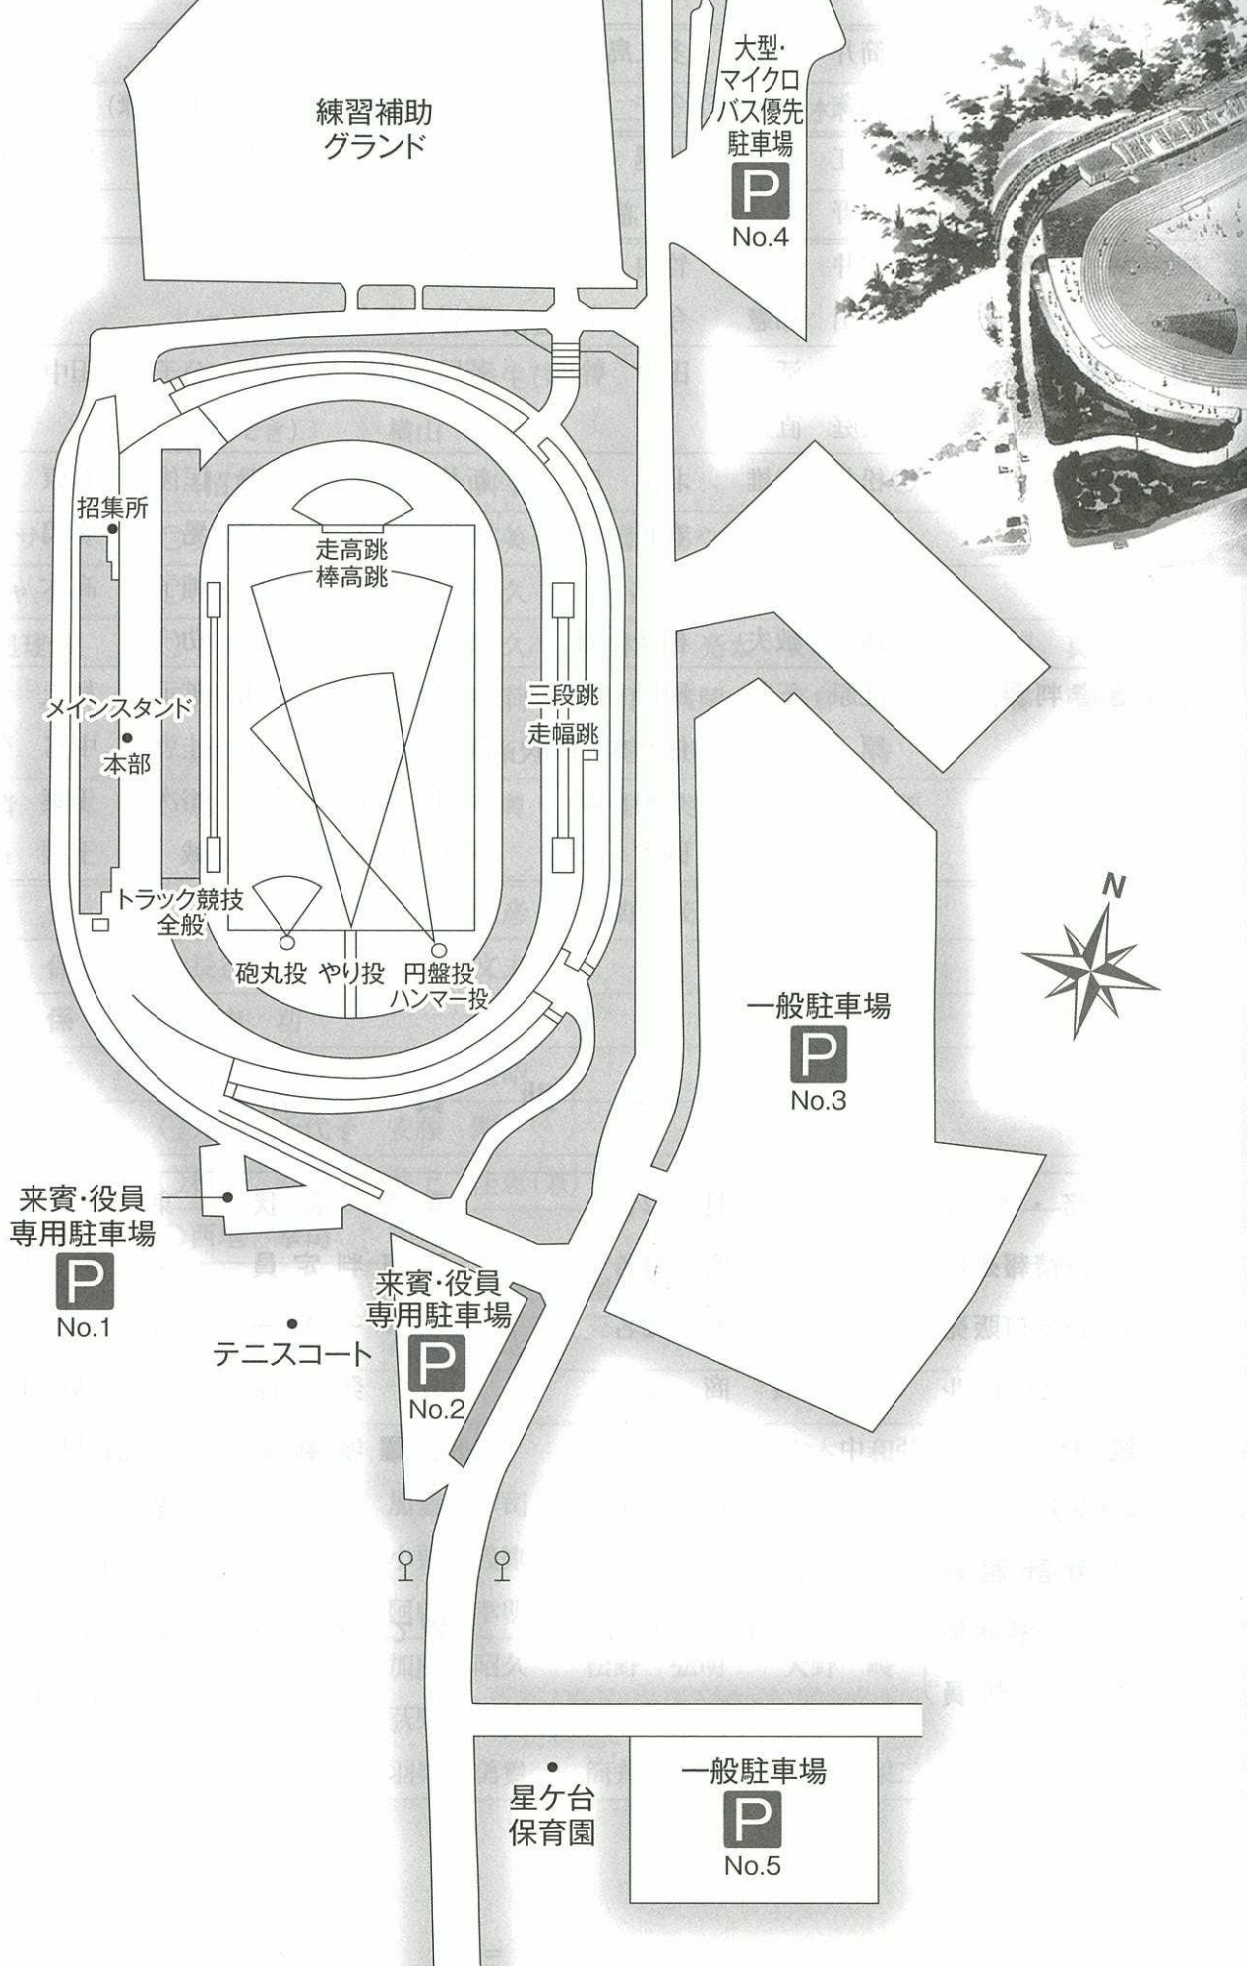 練習補助
グランド
大型・
マイクロ
バス優先
駐車場
P
No.4
招集所
走高跳
棒高跳
メインスタンド
本部
三段跳
走幅跳
トラック競技
全般
砲丸投
やり投
円盤投
ハンマー投
N
一般駐車場
P
No.3
来賓・役員
専用駐車場
P
No.1
来賓・役員
専用駐車場
P
No.2
テニスコート
星ケ台
保育園
一般駐車場
P
No.5